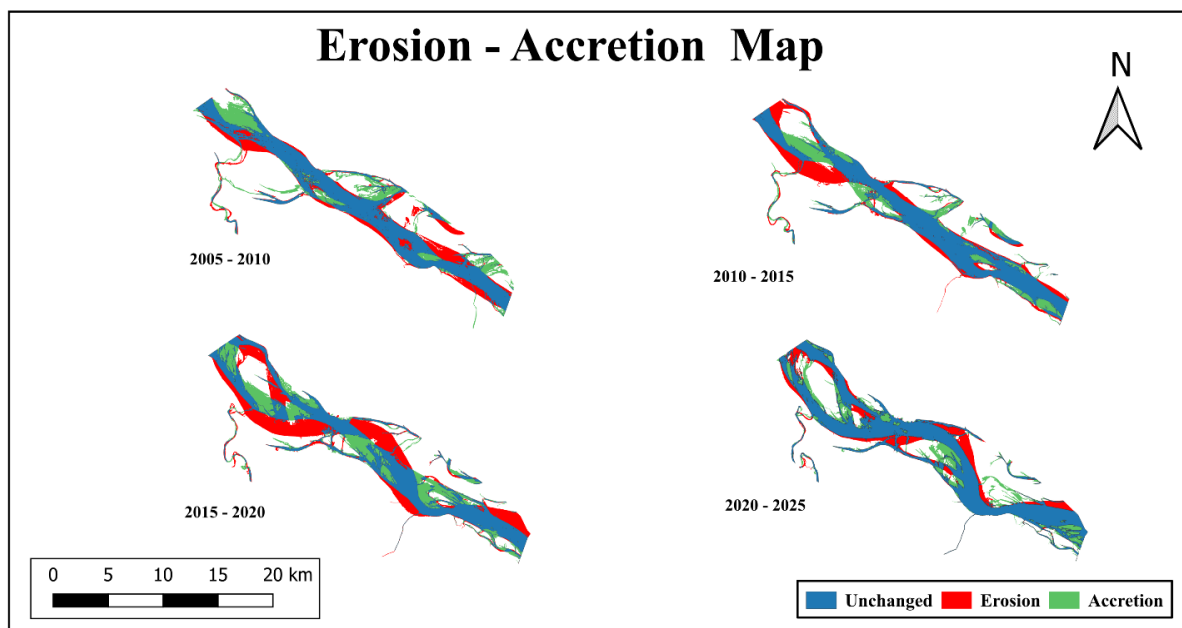 Erosion - Accretion Map
N
2005 - 2010
2010 - 2015
2015 - 2020
2020 - 2025
0 5 10 15 20 km
Unchanged Erosion Accretion